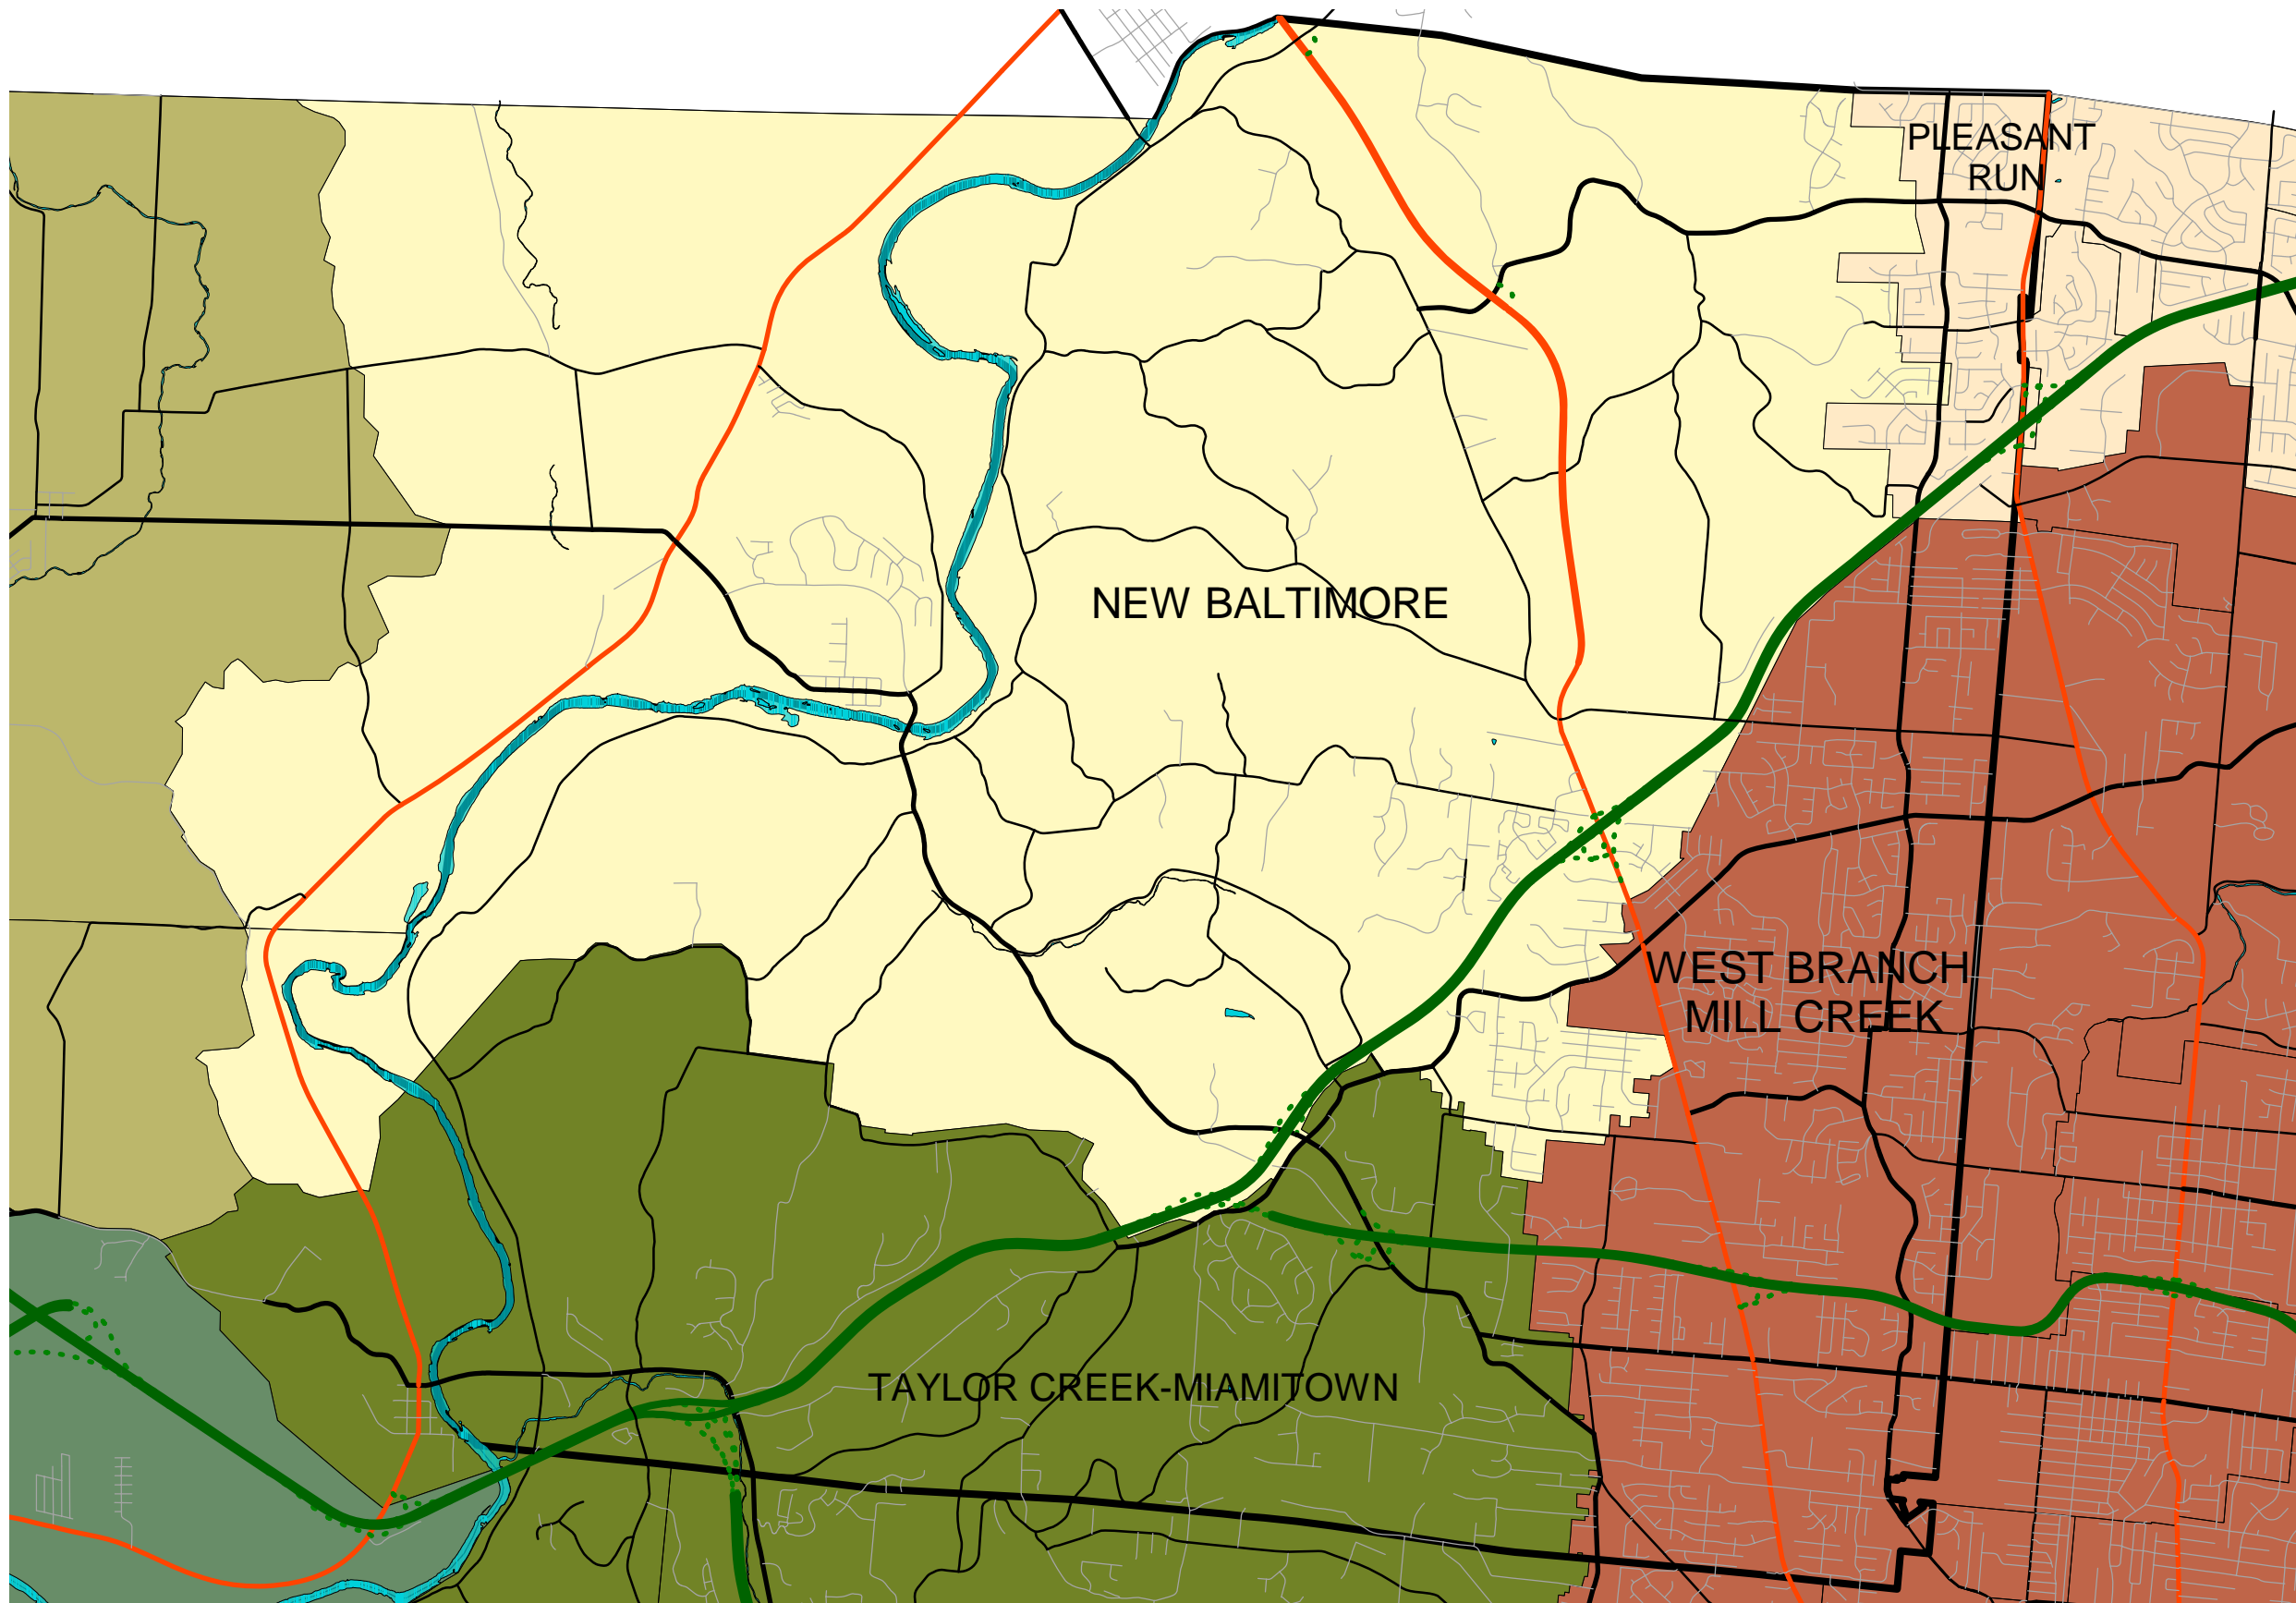 PLEASANT
RUN
NEW BALTIMORE
WEST BRANCH
MILL CREEK
TAYLOR CREEK-MIAMITOWN